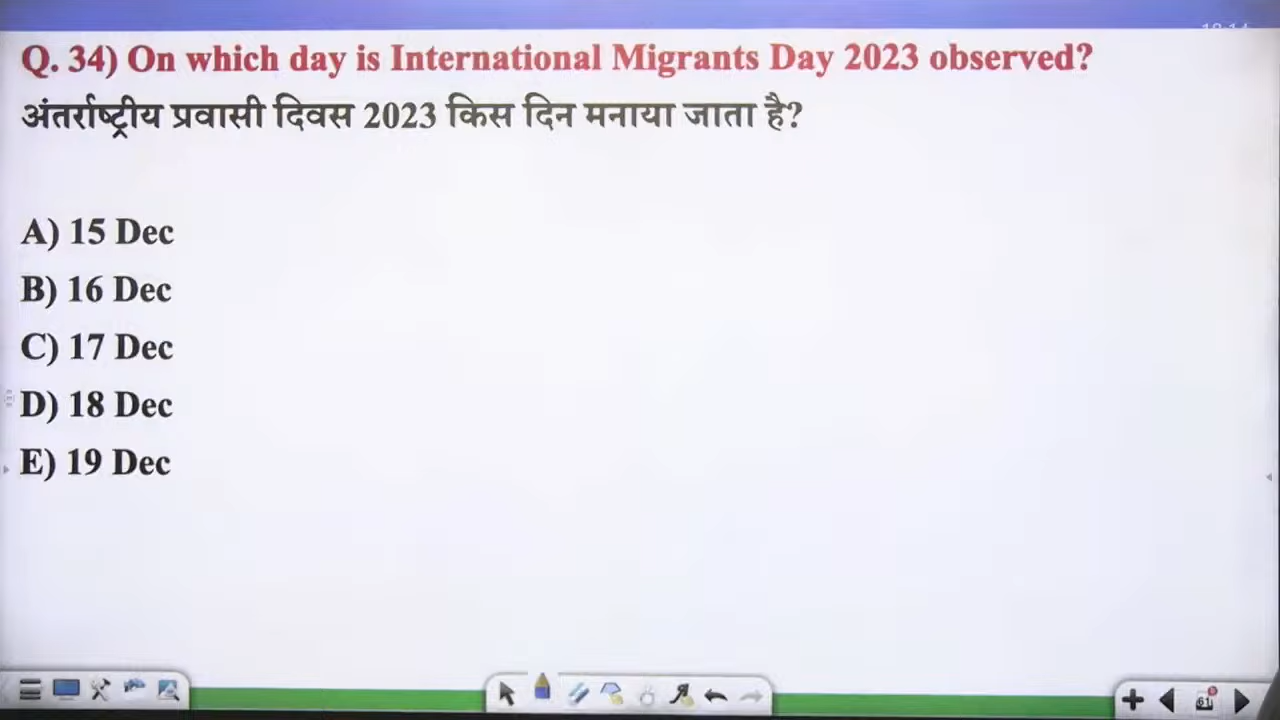 Q. 34) On which day is International Migrants Day 2023 observed?
अंतर्राष्ट्रीय प्रवासी दिवस 2023 किस दिन मनाया जाता है?
A) 15 Dec
B) 16 Dec
C) 17 Dec
D) 18 Dec
E) 19 Dec
61